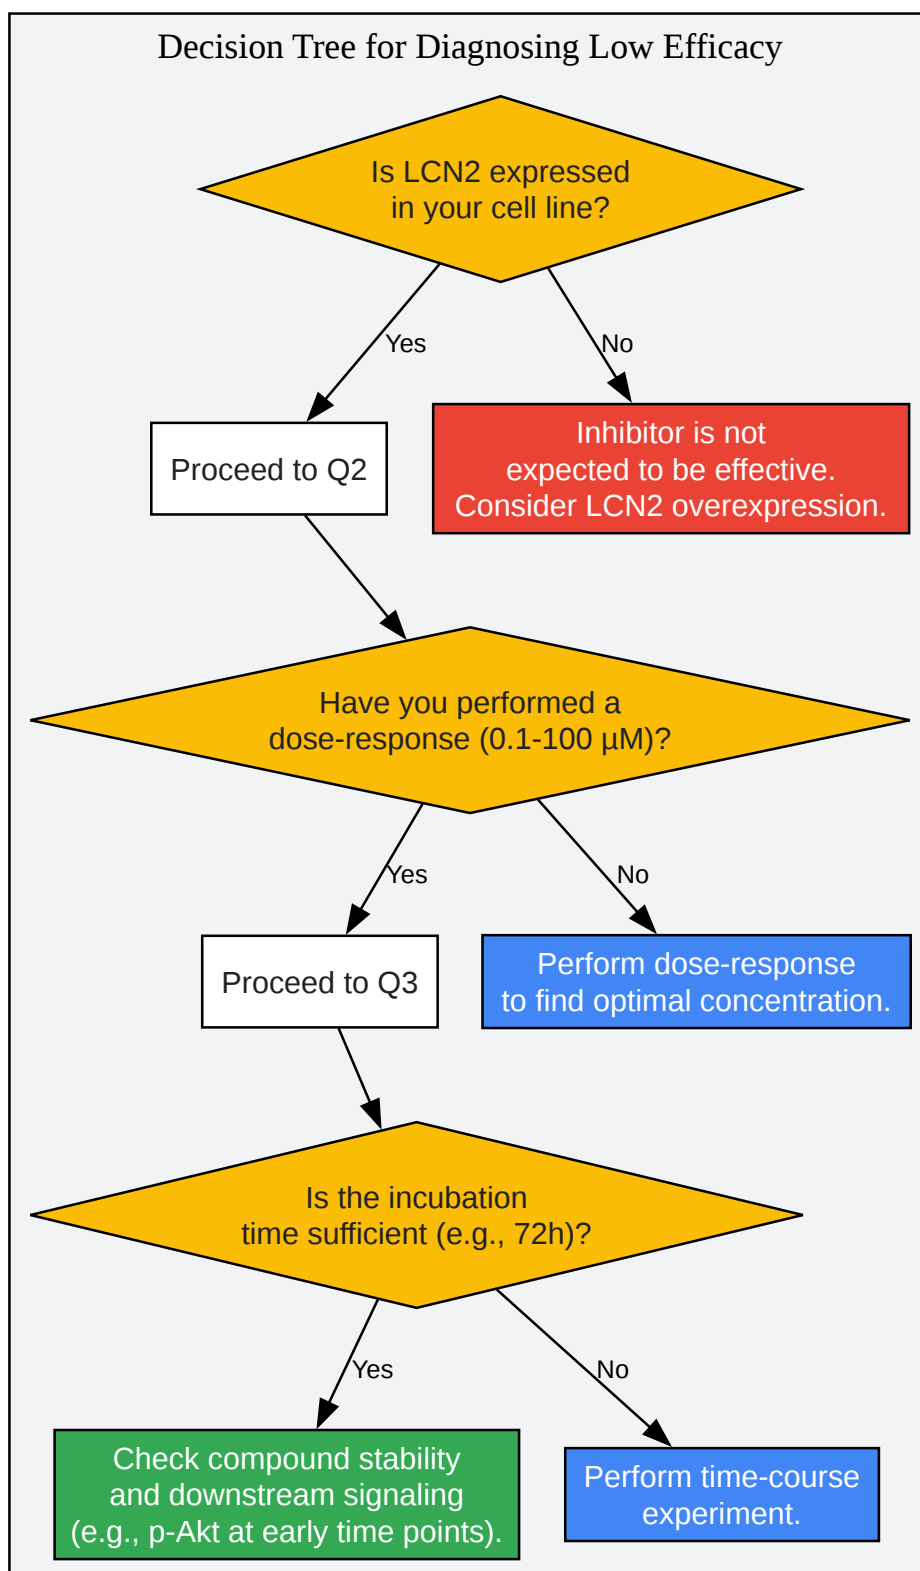 Decision Tree for Diagnosing Low Efficacy
Is LCN2 expressed
in your cell line?
Yes
No
Proceed to Q2
Inhibitor is not
expected to be effective.
Consider LCN2 overexpression.
Have you performed a
dose-response (0.1-100 µM)?
Yes
No
Proceed to Q3
Perform dose-response
to find optimal concentration.
Is the incubation
time sufficient (e.g., 72h)?
Yes
No
Check compound stability
and downstream signaling
(e.g., p-Akt at early time points).
Perform time-course
experiment.